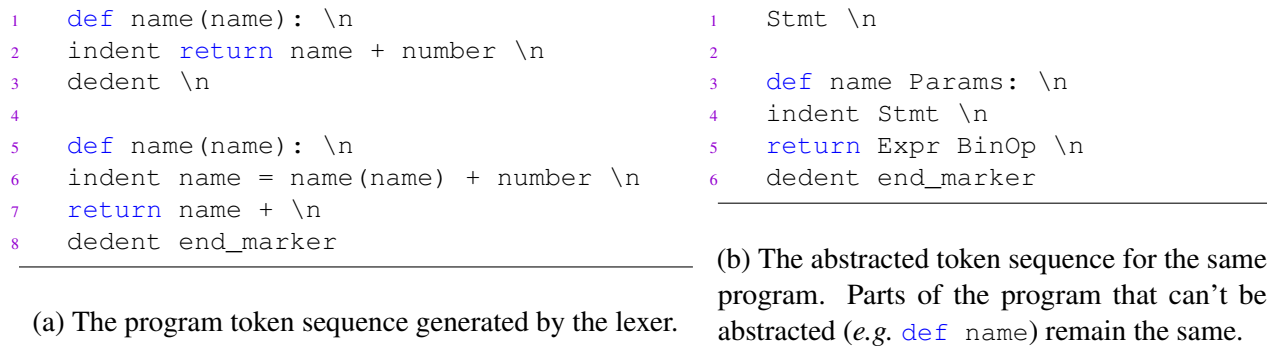 1 def name(name): \n
2 indent return name + number \n
3 dedent \n
4
5 def name(name): \n
6 indent name = name(name) + number \n
7 return name + \n
8 dedent end_marker
(a) The program token sequence generated by the lexer.
1 Stmt \n
2
3 def name Params: \n
4 indent Stmt \n
5 return Expr BinOp \n
6 dedent end_marker
(b) The abstracted token sequence for the same
program. Parts of the program that can't be
abstracted (e.g. def name) remain the same.